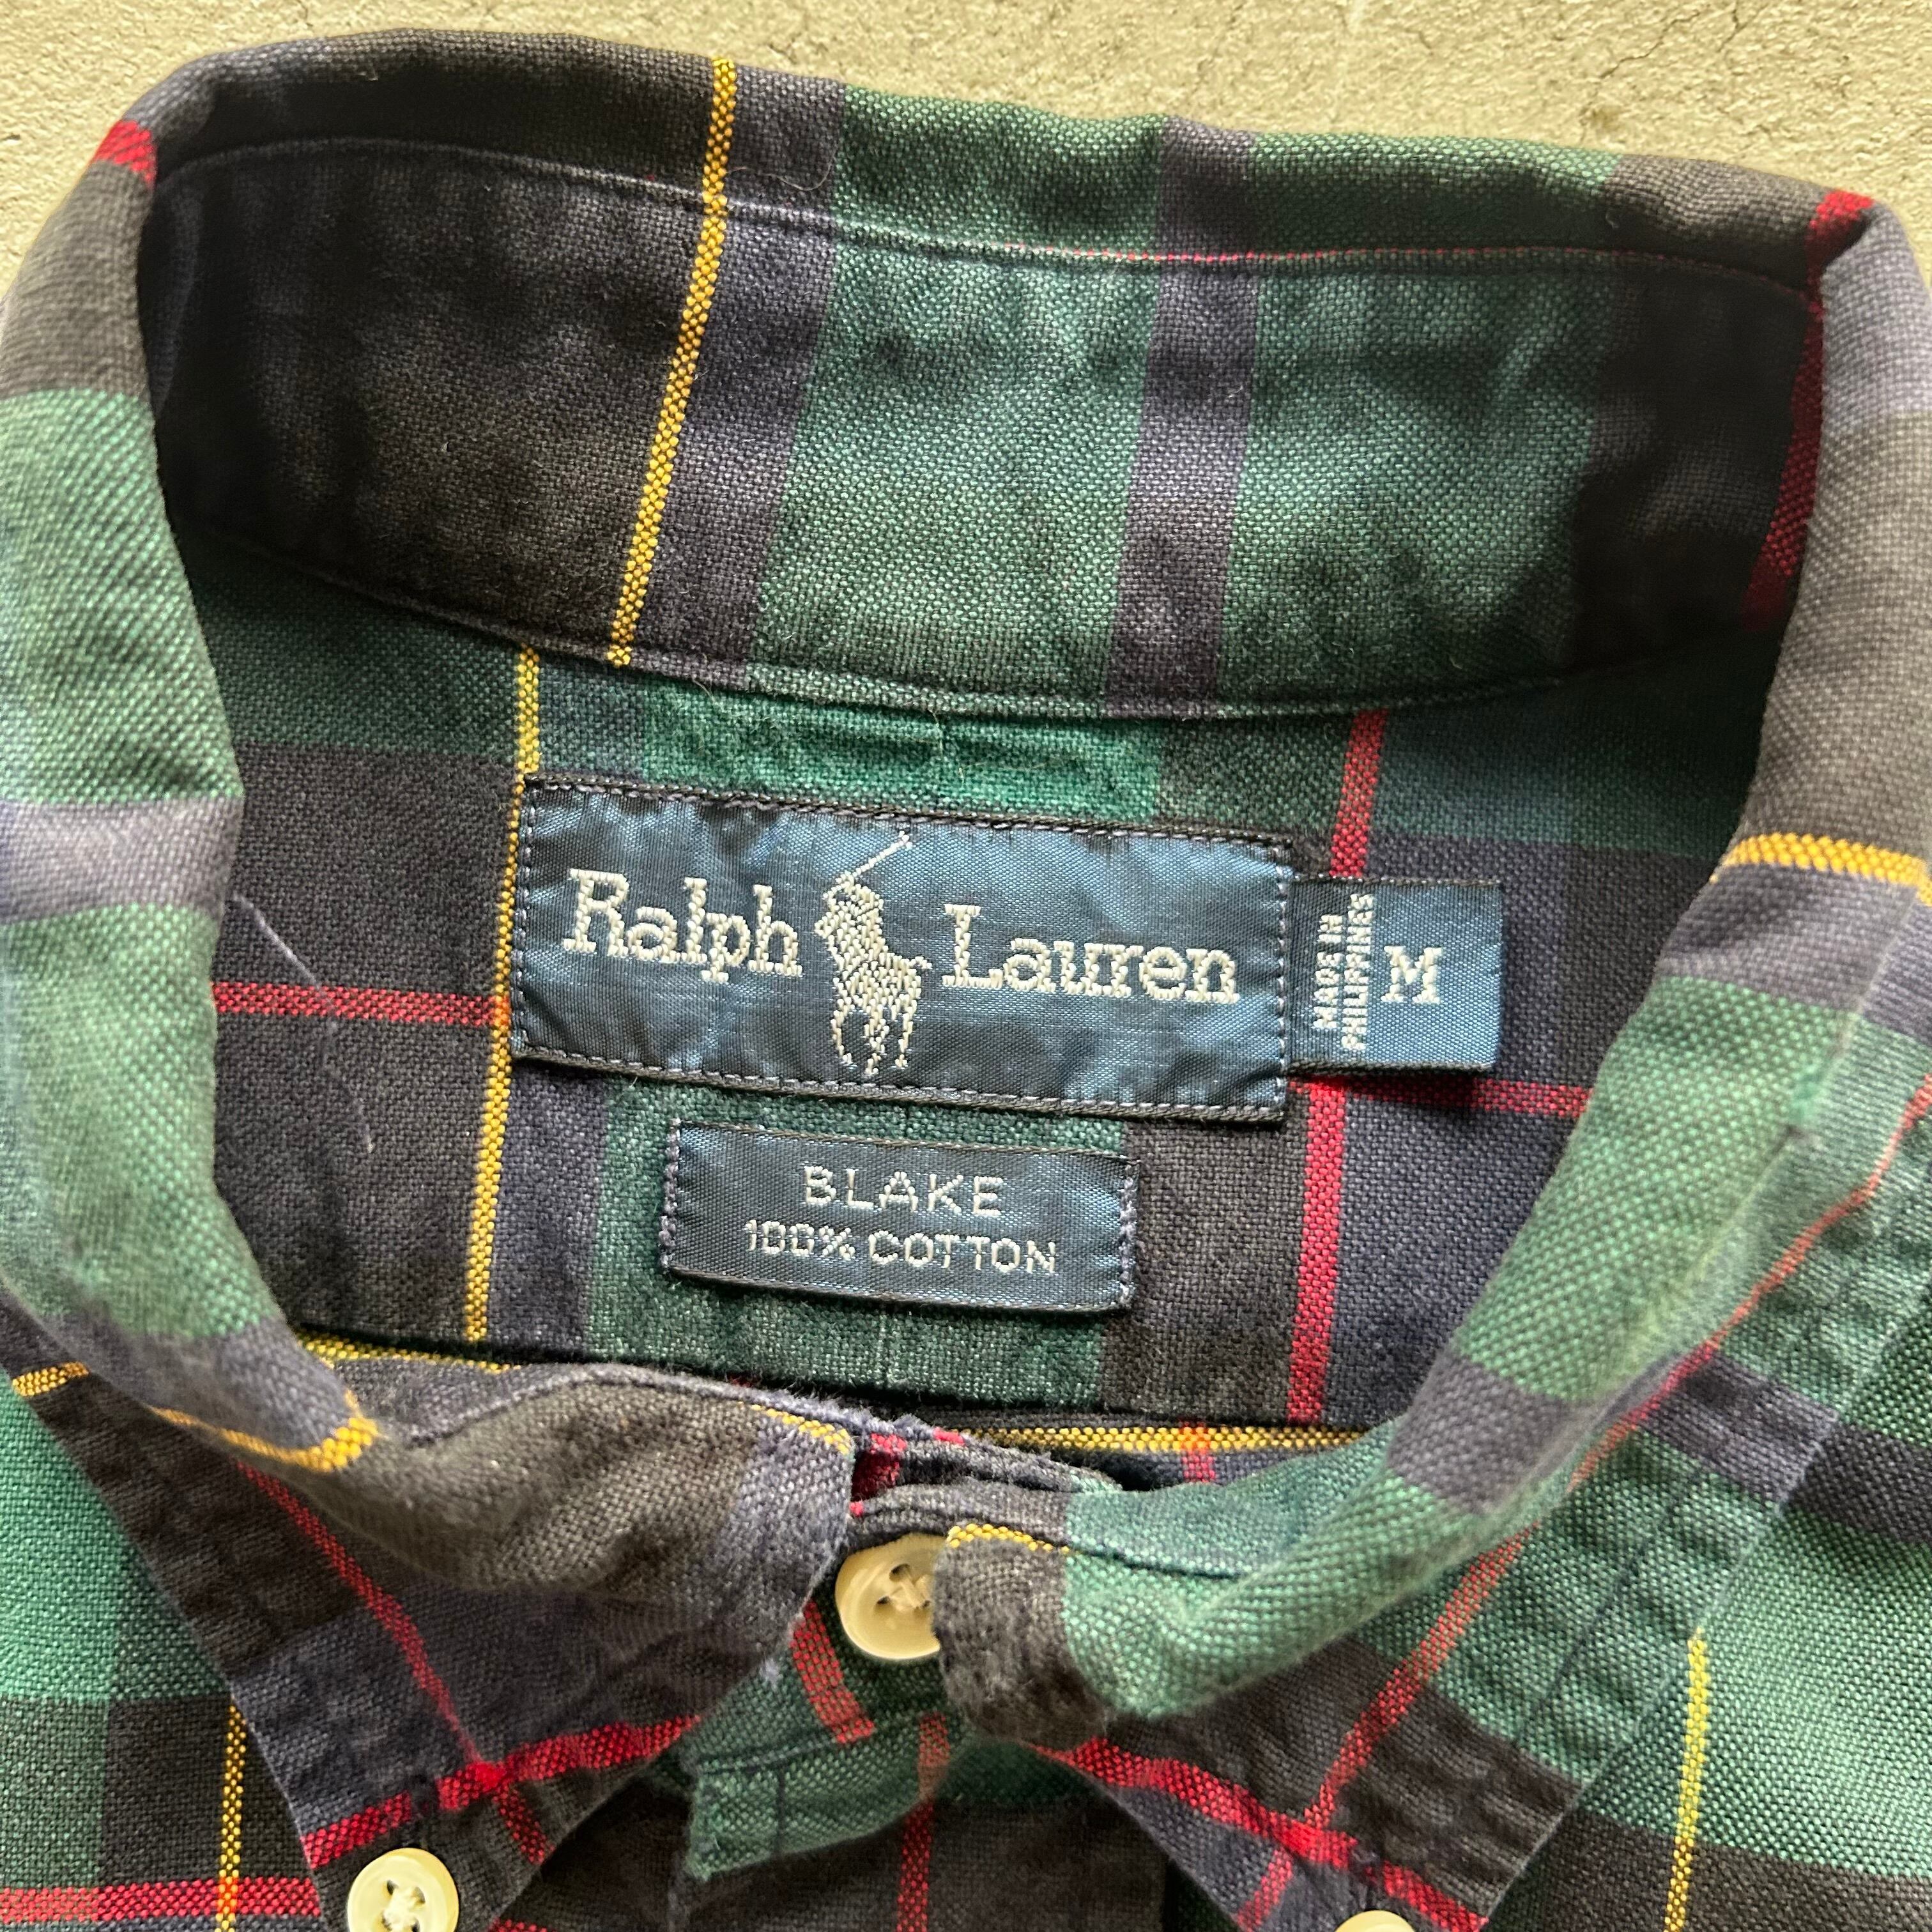 Ralph Lauren
MADE IN
PHILIPPINES
M
BLAKE
100% COTTON